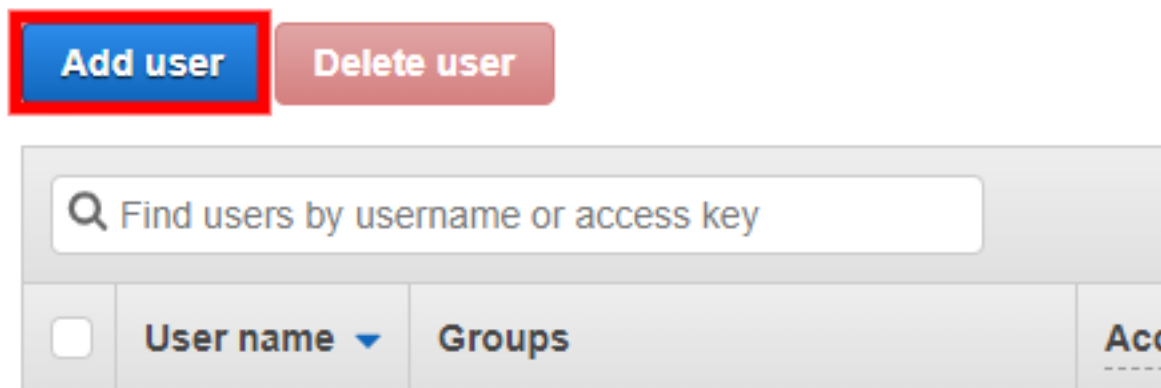 Add user Delete user
Find users by username or access key
User name Groups